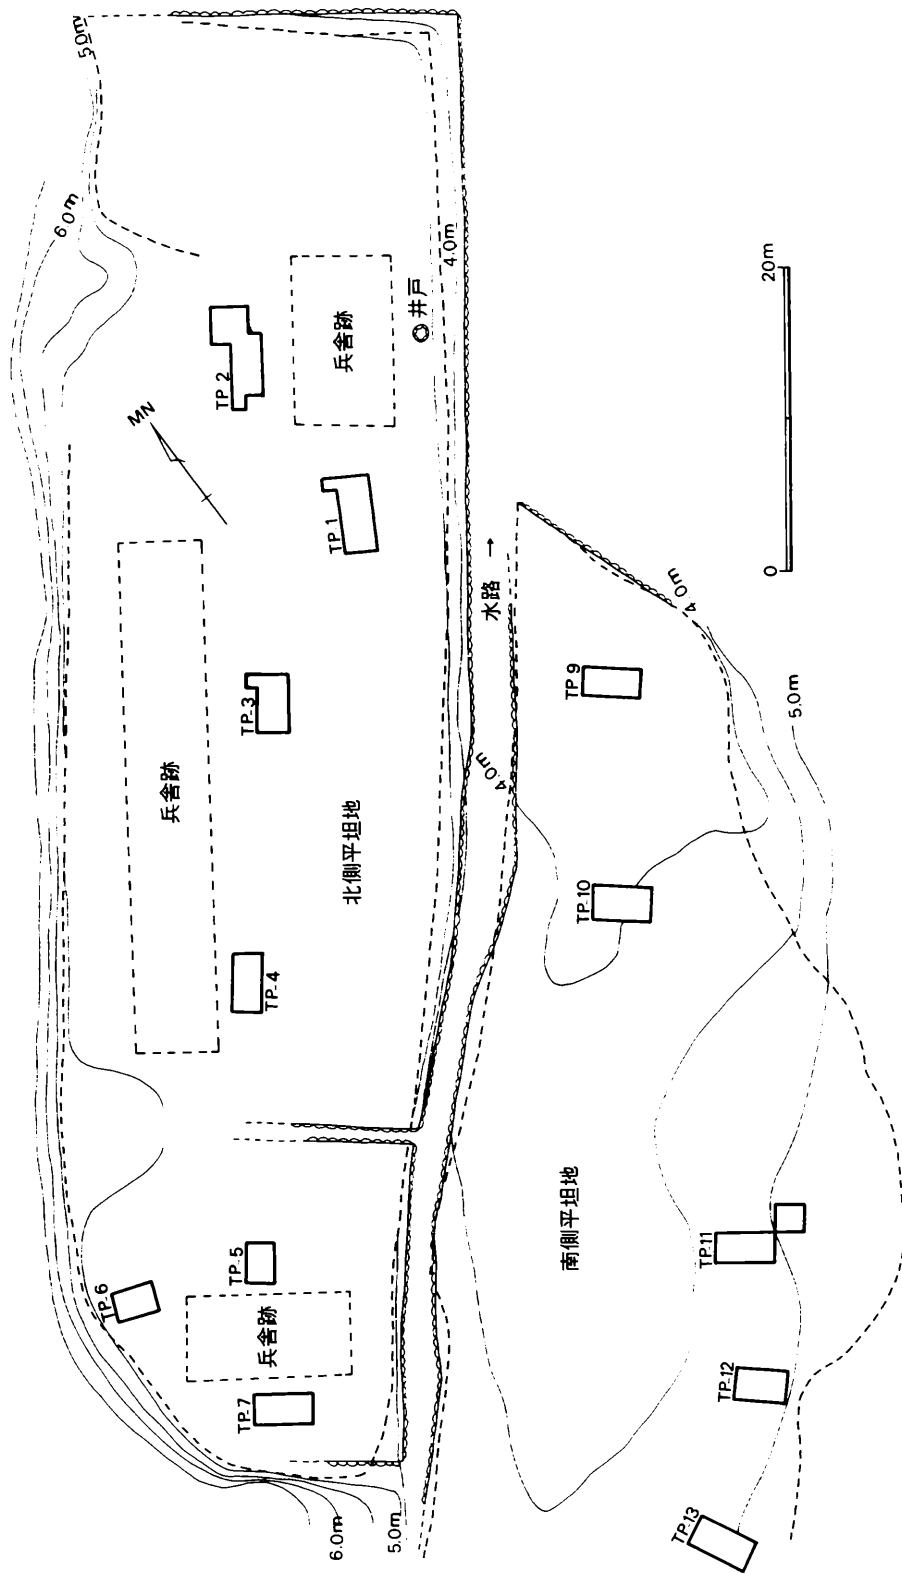 5.0m
6.0m
MN
TP. 2
兵舎跡
井戸
4.0m
TP. 1
水路 →
TP. 3
兵舎跡
北側平坦地
TP. 4
TP. 5
TP. 6
兵舎跡
TP. 7
6.0m
5.0m
4.0m
TP. 9
4.0m
5.0m
TP. 10
南側平坦地
TP. 11
TP. 12
TP. 13
0
20m